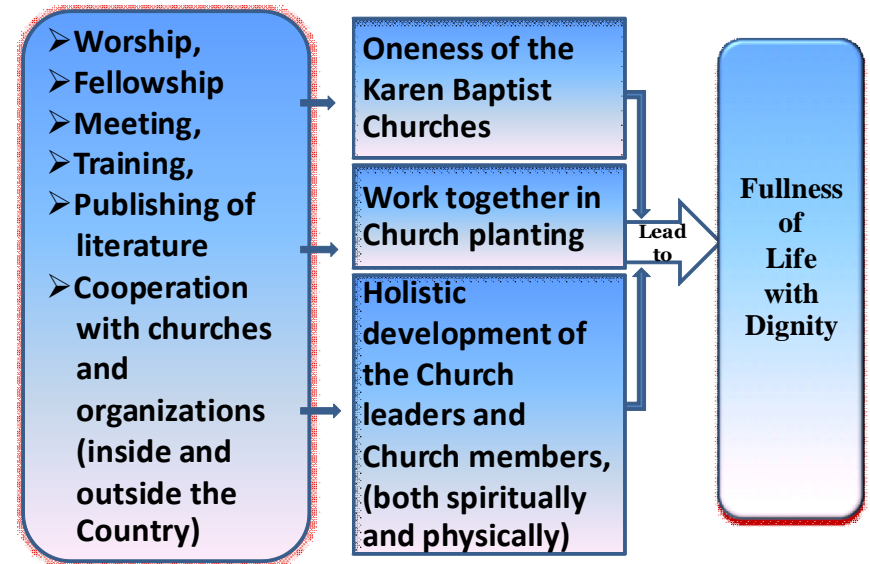 ➢Worship,
➢Fellowship
➢Meeting,
➢Training,
➢Publishing of
literature
➢Cooperation
with churches
and
organizations
(inside and
outside the
Country)
Oneness of the
Karen Baptist
Churches
Work together in
Church planting
Holistic
development of
the Church
leaders and
Church members,
(both spiritually
and physically)
Lead
to
Fullness
of
Life
with
Dignity